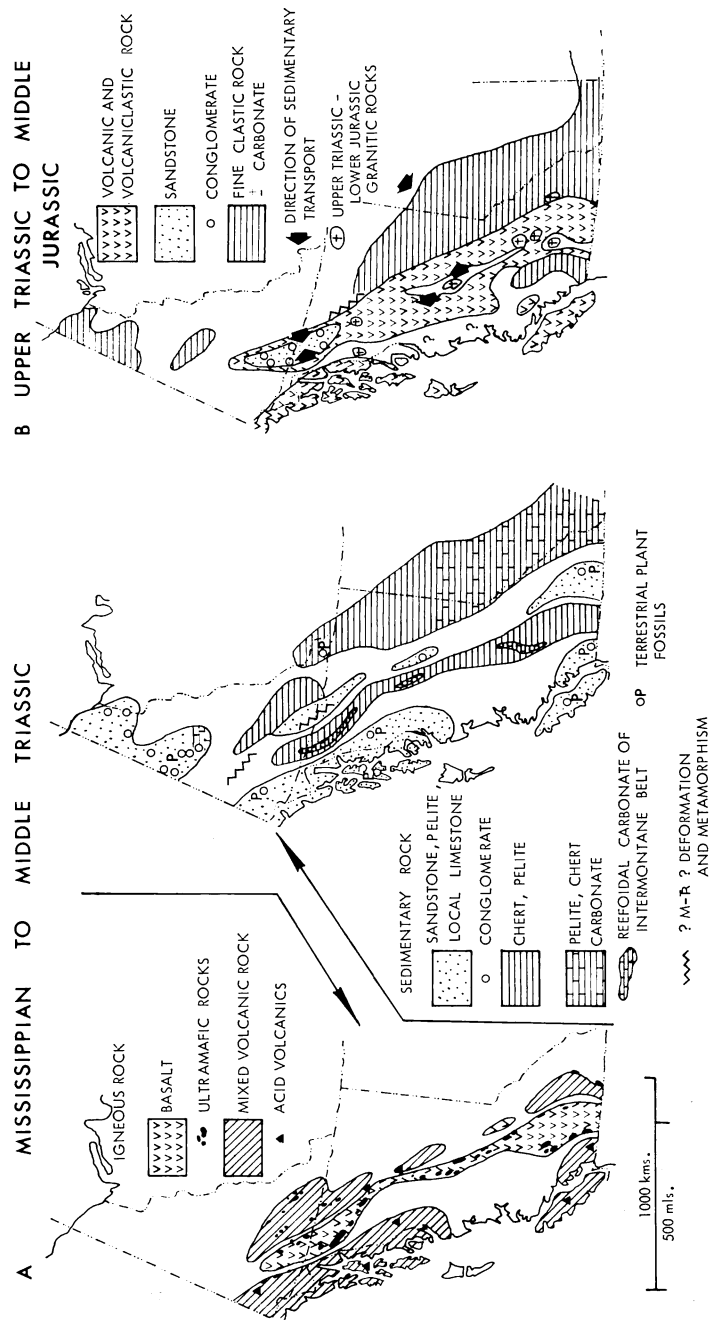 A MISSISSIPPIAN TO MIDDLE TRIASSIC
IGNEOUS ROCK
BASALT
ULTRAMAFIC ROCKS
MIXED VOLCANIC ROCK
ACID VOLCANICS
1000 kms.
500 mls.
SEDIMENTARY ROCK
SANDSTONE, PELITE,
LOCAL LIMESTONE
CONGLOMERATE
CHERT, PELITE
PELITE, CHERT
CARBONATE
REEFOIDAL CARBONATE OF
INTERMONTANE BELT
OP TERRESTRIAL PLANT
FOSSILS
? M-Ŧ ? DEFORMATION
AND METAMORPHISM
P
P
P
P
P
P
P
B UPPER TRIASSIC TO MIDDLE
JURASSIC
VOLCANIC AND
VOLCANICLASTIC ROCK
SANDSTONE
CONGLOMERATE
FINE CLASTIC ROCK
± CARBONATE
DIRECTION OF SEDIMENTARY
TRANSPORT
UPPER TRIASSIC –
LOWER JURASSIC
GRANITIC ROCKS